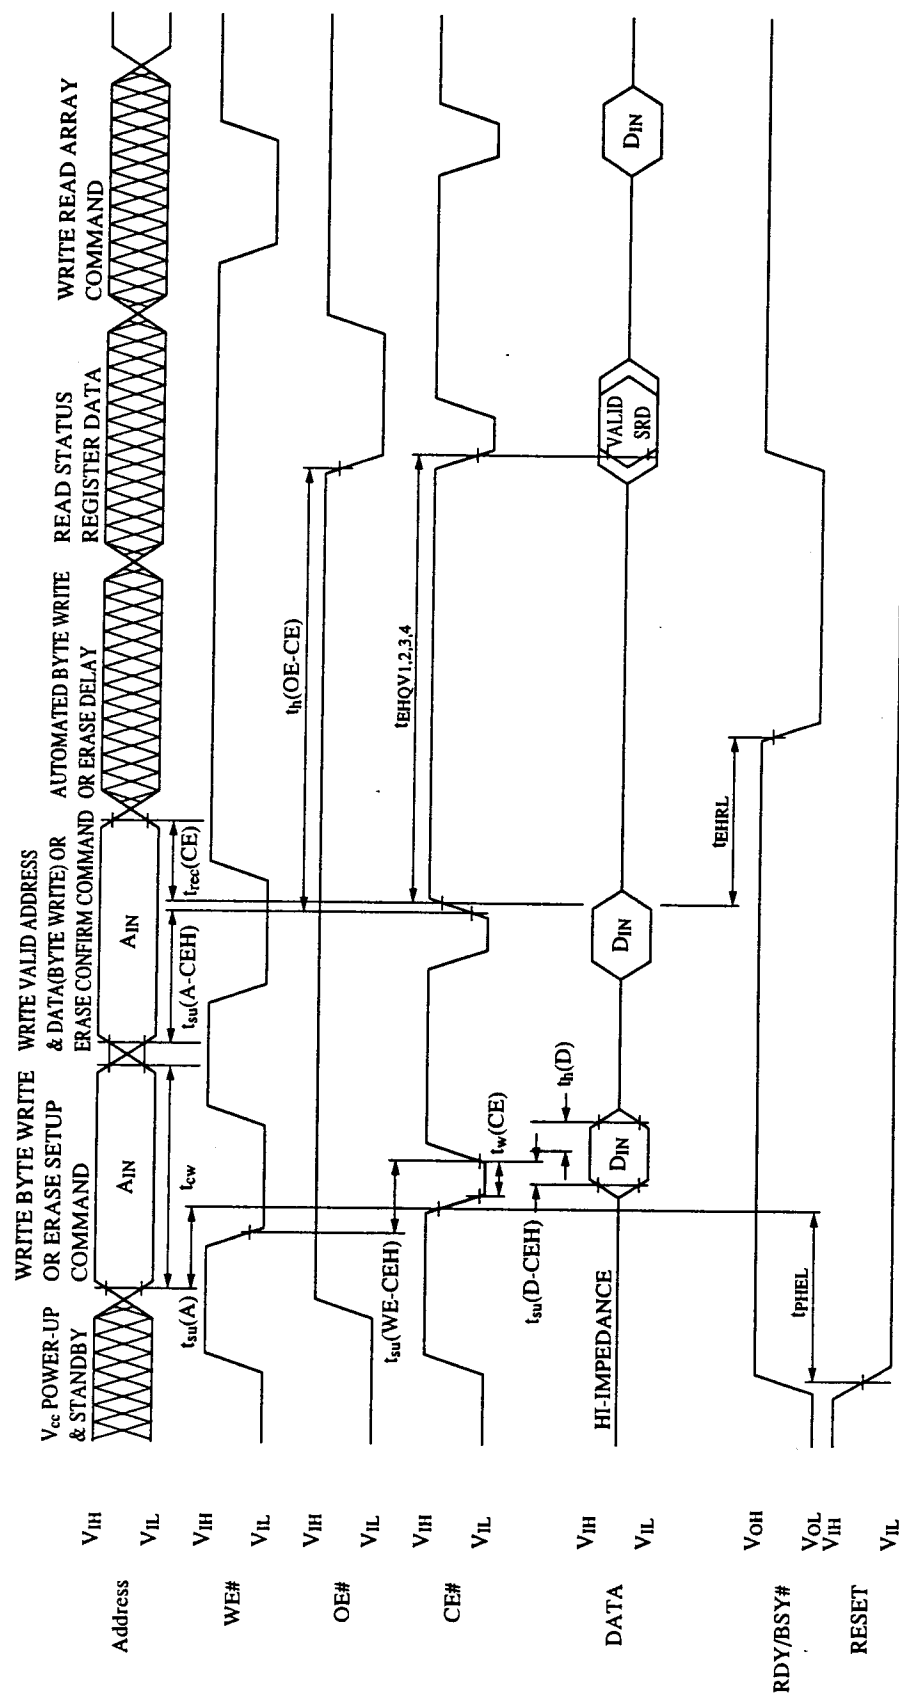 Vcc POWER-UP
& STANDBY
WRITE BYTE WRITE
OR ERASE SETUP
COMMAND
WRITE VALID ADDRESS
& DATA(BYTE WRITE) OR
ERASE CONFIRM COMMAND
AUTOMATED BYTE WRITE
OR ERASE DELAY
READ STATUS
REGISTER DATA
WRITE READ ARRAY
COMMAND
Address
VIH
VIL
AIN
AIN
tsu(A)
tcw
tsu(A-CEH)
trec(CE)
WE#
VIH
VIL
OE#
VIH
VIL
th(OE-CE)
tsu(WE-CEH)
CE#
VIH
VIL
tEHQV1,2,3,4
tw(CE)
tsu(D-CEH)
th(D)
DATA
VIH
VIL
HI-IMPEDANCE
DIN
DIN
VALID
SRD
DIN
RDY/BSY#
VOH
VOL
tEHRL
tPHEL
RESET
VIH
VIL